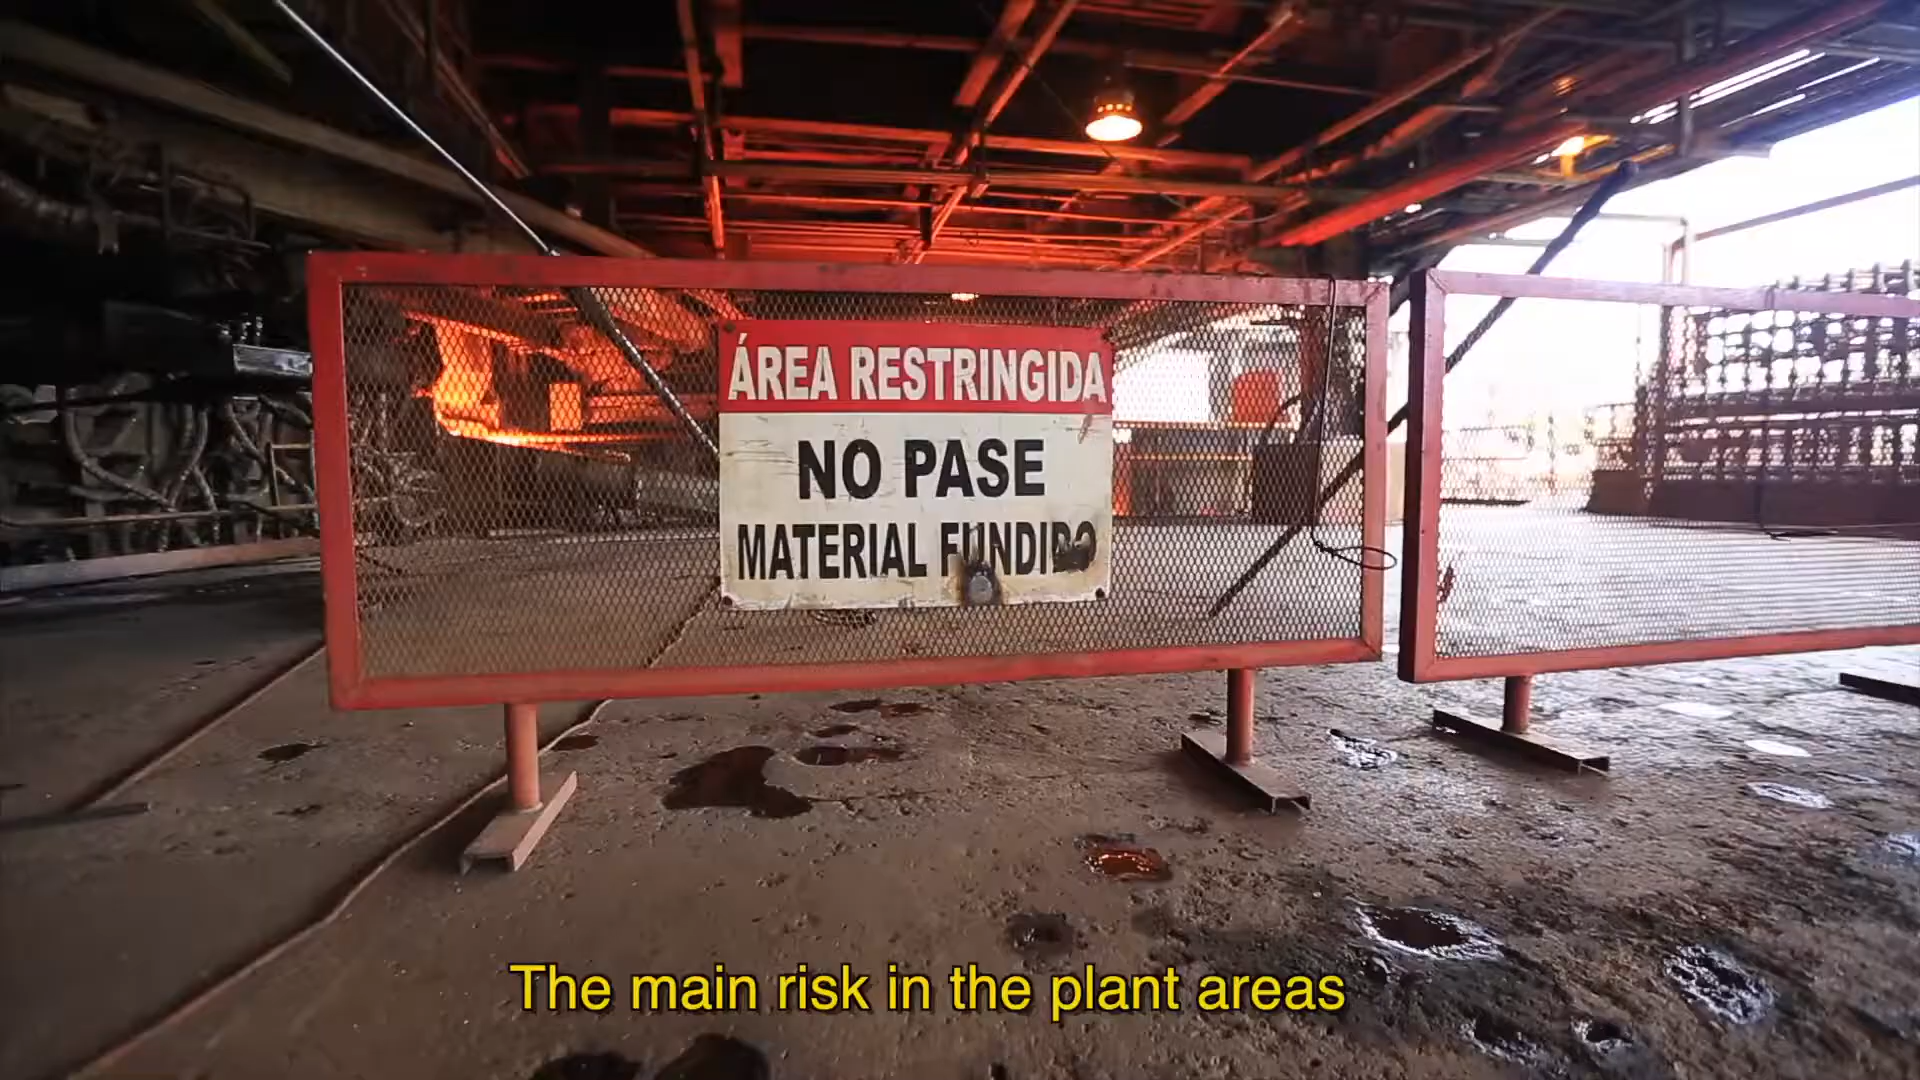 ÁREA RESTRINGIDA
NO PASE
MATERIAL FUNDIDO
The main risk in the plant areas